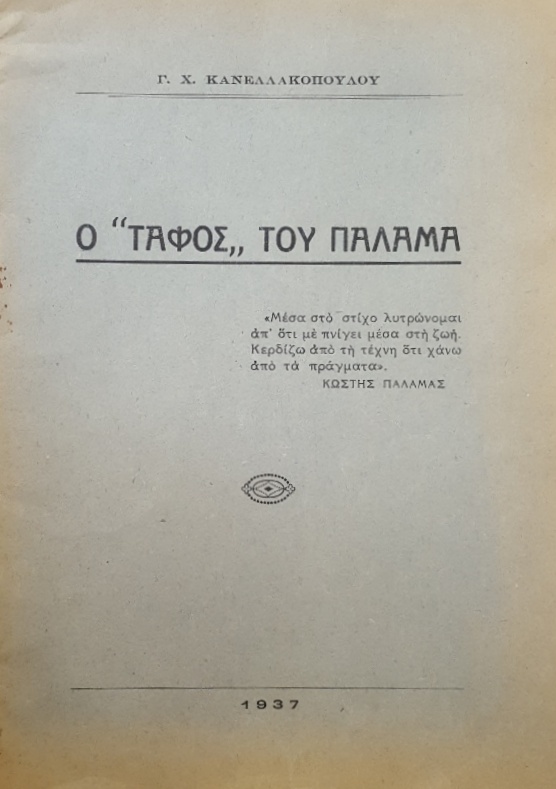 Γ. Χ. ΚΑΝΕΛΛΑΚΟΠΟΥΛΟΥ
Ο “ΤΑΦΟΣ„ ΤΟΥ ΠΑΛΑΜΑ
«Μέσα στὸ στίχο λυτρώνομαι
ἀπ' ὅτι μὲ πνίγει μέσα στὴ ζωή.
Κερδίζω ἀπὸ τὴ τέχνη ὅτι χάνω
ἀπὸ τὰ πράγματα».
ΚΩΣΤΗΣ ΠΑΛΑΜΑΣ
1937